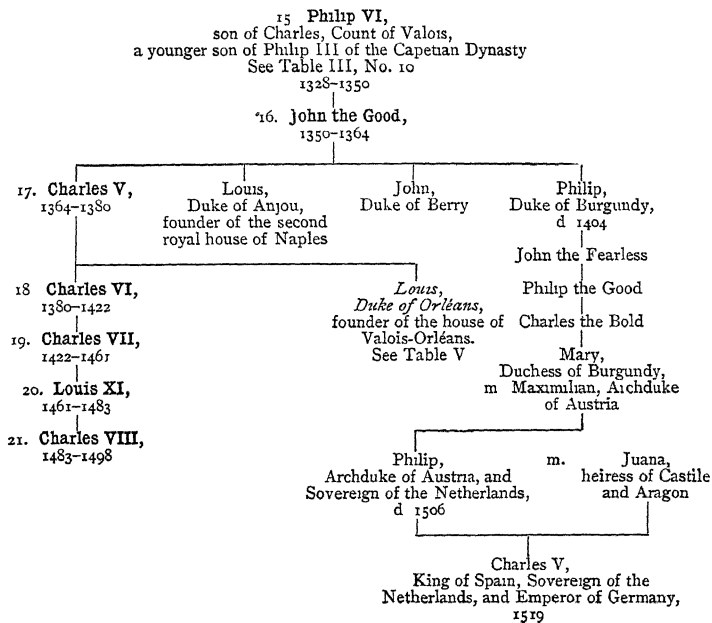 15 Philip VI,
son of Charles, Count of Valois,
a younger son of Philip III of the Capetian Dynasty
See Table III, No. 10
1328–1350
16. John the Good,
1350–1364
17. Charles V,
1364–1380
Louis,
Duke of Anjou,
founder of the second
royal house of Naples
John,
Duke of Berry
Philip,
Duke of Burgundy,
d 1404
John the Fearless
18 Charles VI,
1380–1422
Louis,
Duke of Orléans,
founder of the house of
Valois-Orléans.
See Table V
Philip the Good
Charles the Bold
19. Charles VII,
1422–1461
Mary,
Duchess of Burgundy,
m Maximilian, Archduke
of Austria
20. Louis XI,
1461–1483
21. Charles VIII,
1483–1498
Philip,
Archduke of Austria, and
Sovereign of the Netherlands,
d 1506
m.
Juana,
heiress of Castile
and Aragon
Charles V,
King of Spain, Sovereign of the
Netherlands, and Emperor of Germany,
1519